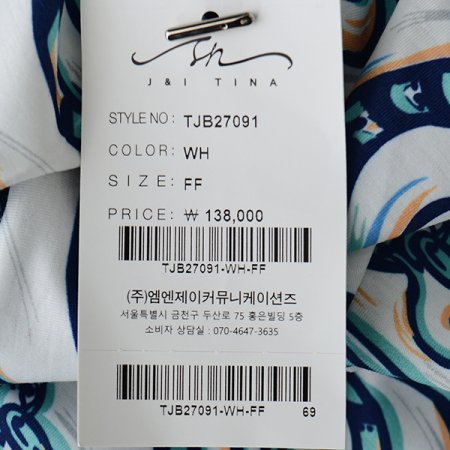 J & I TINA
STYLE NO : TJB27091
COLOR: WH
SIZE: FF
PRICE: ₩ 138,000
TJB27091-WH-FF
(주)엠엔제이커뮤니케이션즈
서울특별시 금천구 두산로 75 홍은빌딩 5층
소비자 상담실 : 070-4647-3635
TJB27091-WH-FF 69